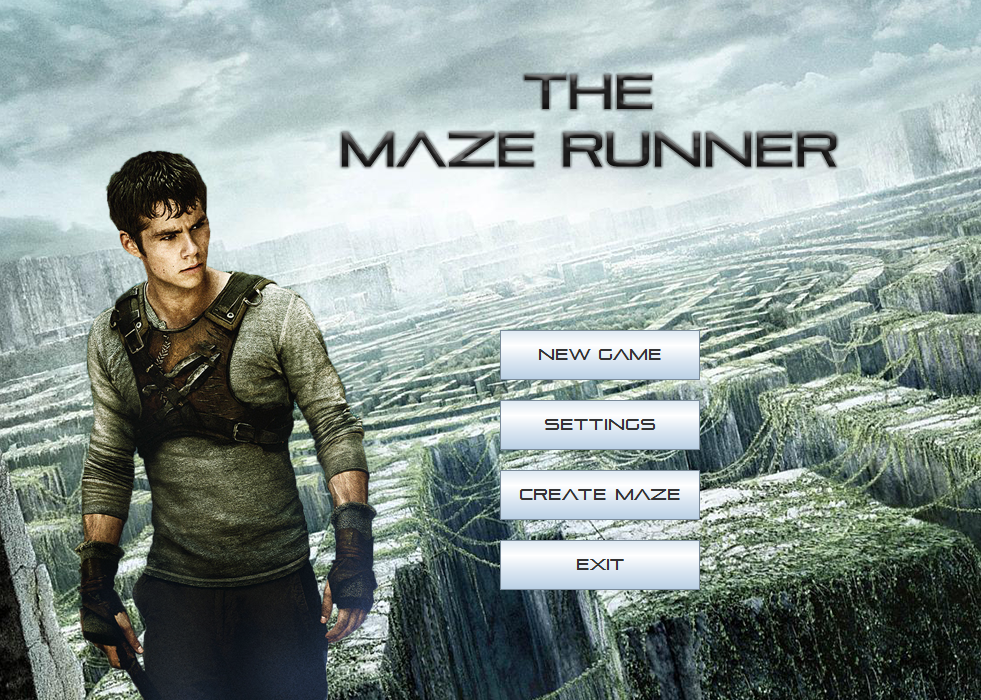 THE
MAZE RUNNER
NEW GAME
SETTINGS
CREATE MAZE
EXIT